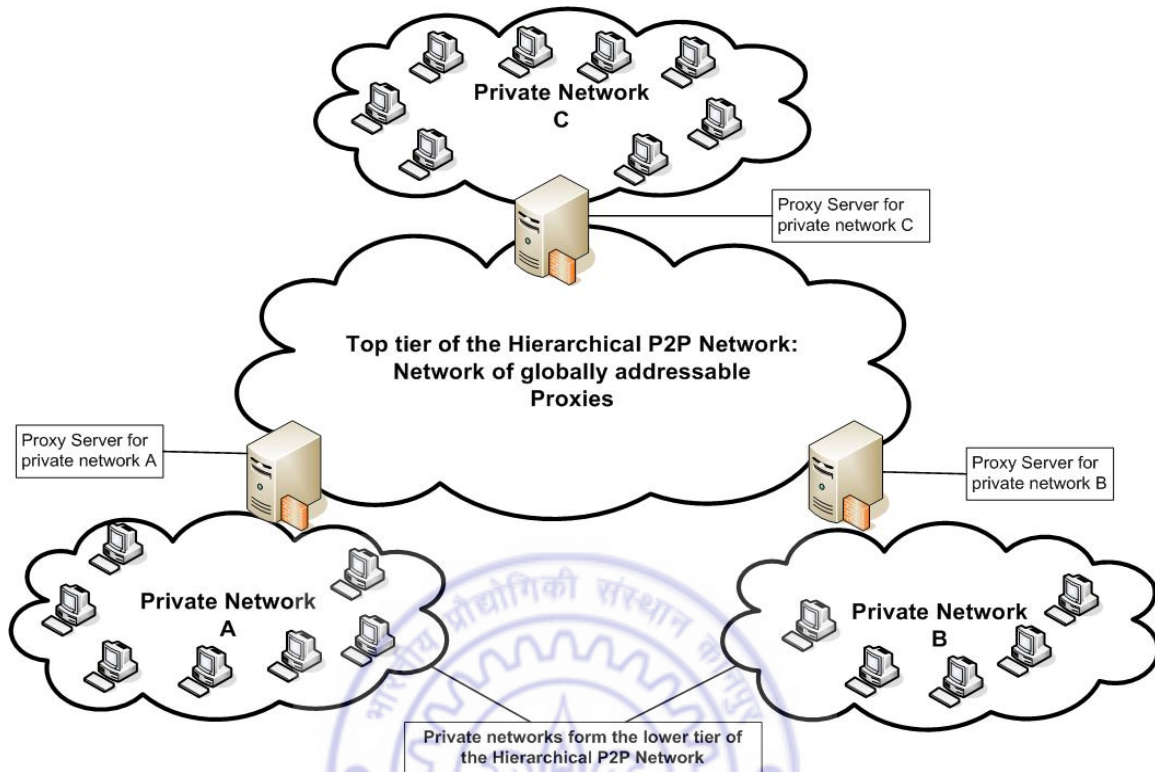 Private Network
C
Proxy Server for
private network C
Top tier of the Hierarchical P2P Network:
Network of globally addressable
Proxies
Proxy Server for
private network A
Proxy Server for
private network B
Private Network
A
Private Network
B
भारतीय प्रौद्योगिकी संस्थान कानपुर
Private networks form the lower tier of
the Hierarchical P2P Network